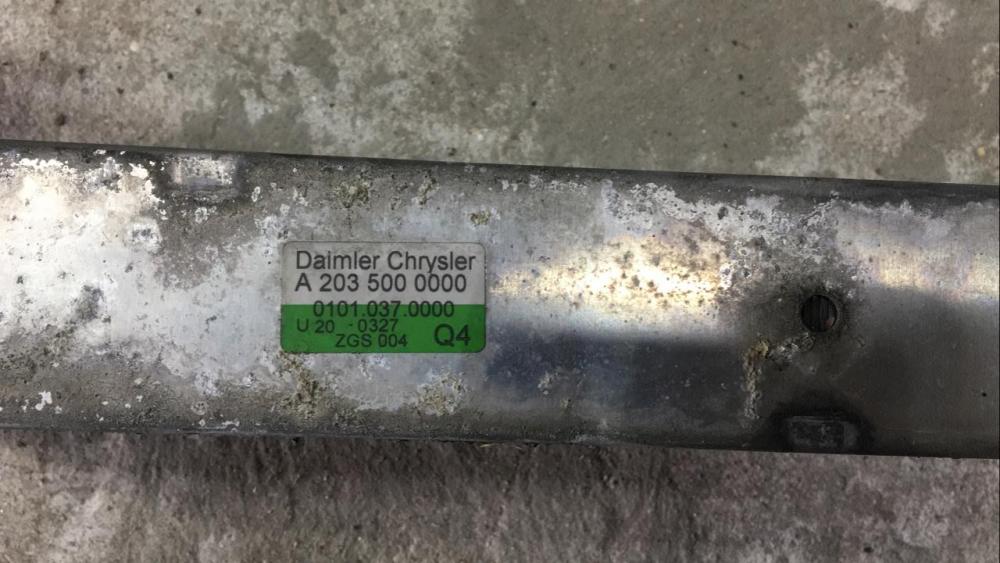 Daimler Chrysler
A 203 500 0000
0101.037.0000
U 20 - 0327
ZGS 004 Q4